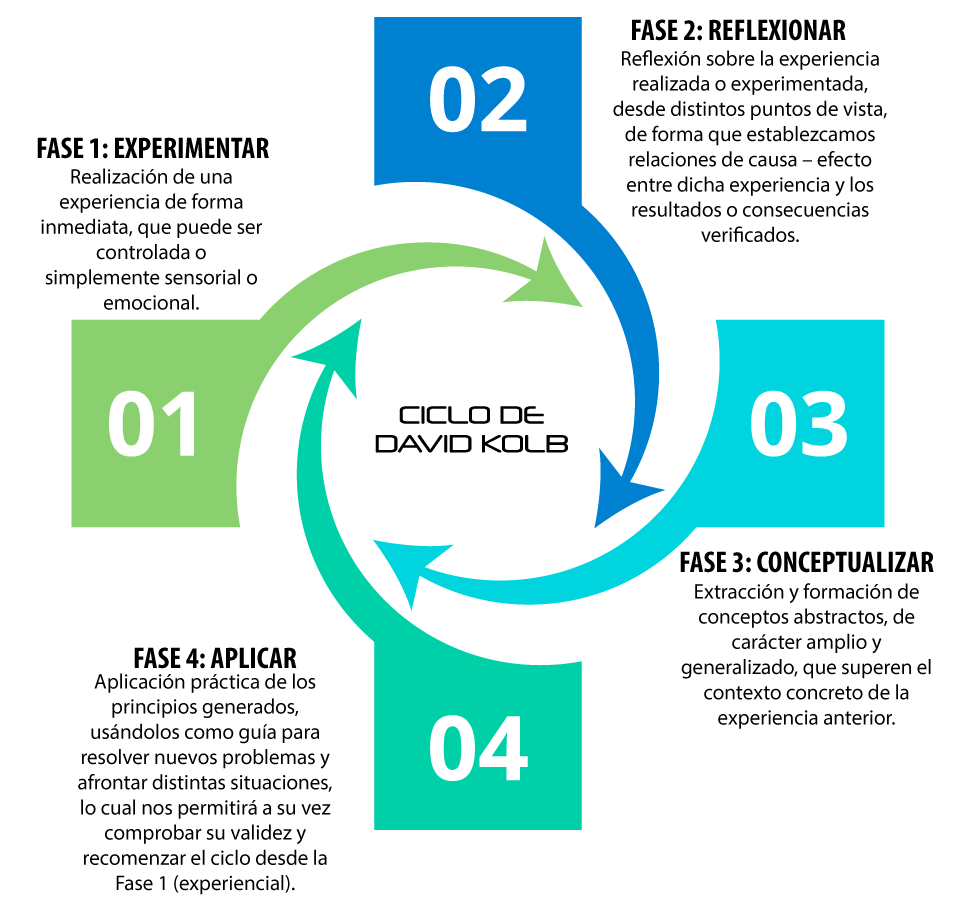 FASE 1: EXPERIMENTAR
Realización de una
experiencia de forma
inmediata, que puede ser
controlada o
simplemente sensorial o
emocional.
01
02
FASE 2: REFLEXIONAR
Reflexión sobre la experiencia
realizada o experimentada,
desde distintos puntos de vista,
de forma que establezcamos
relaciones de causa – efecto
entre dicha experiencia y los
resultados o consecuencias
verificados.
CICLO DE
DAVID KOLB
03
FASE 3: CONCEPTUALIZAR
Extracción y formación de
conceptos abstractos, de
carácter amplio y
generalizado, que superen el
contexto concreto de la
experiencia anterior.
FASE 4: APLICAR
Aplicación práctica de los
principios generados,
usándolos como guía para
resolver nuevos problemas y
afrontar distintas situaciones,
lo cual nos permitirá a su vez
comprobar su validez y
recomenzar el ciclo desde la
Fase 1 (experiencial).
04